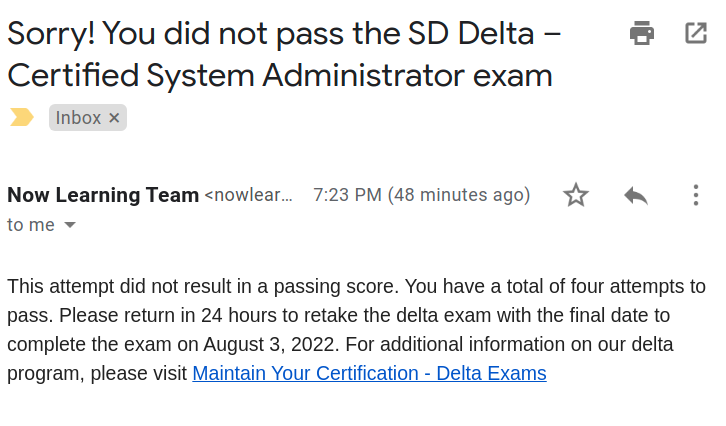 Sorry! You did not pass the SD Delta –
Certified System Administrator exam
Inbox ×
Now Learning Team <nowlear... 7:23 PM (48 minutes ago)
to me
This attempt did not result in a passing score. You have a total of four attempts to
pass. Please return in 24 hours to retake the delta exam with the final date to
complete the exam on August 3, 2022. For additional information on our delta
program, please visit Maintain Your Certification - Delta Exams